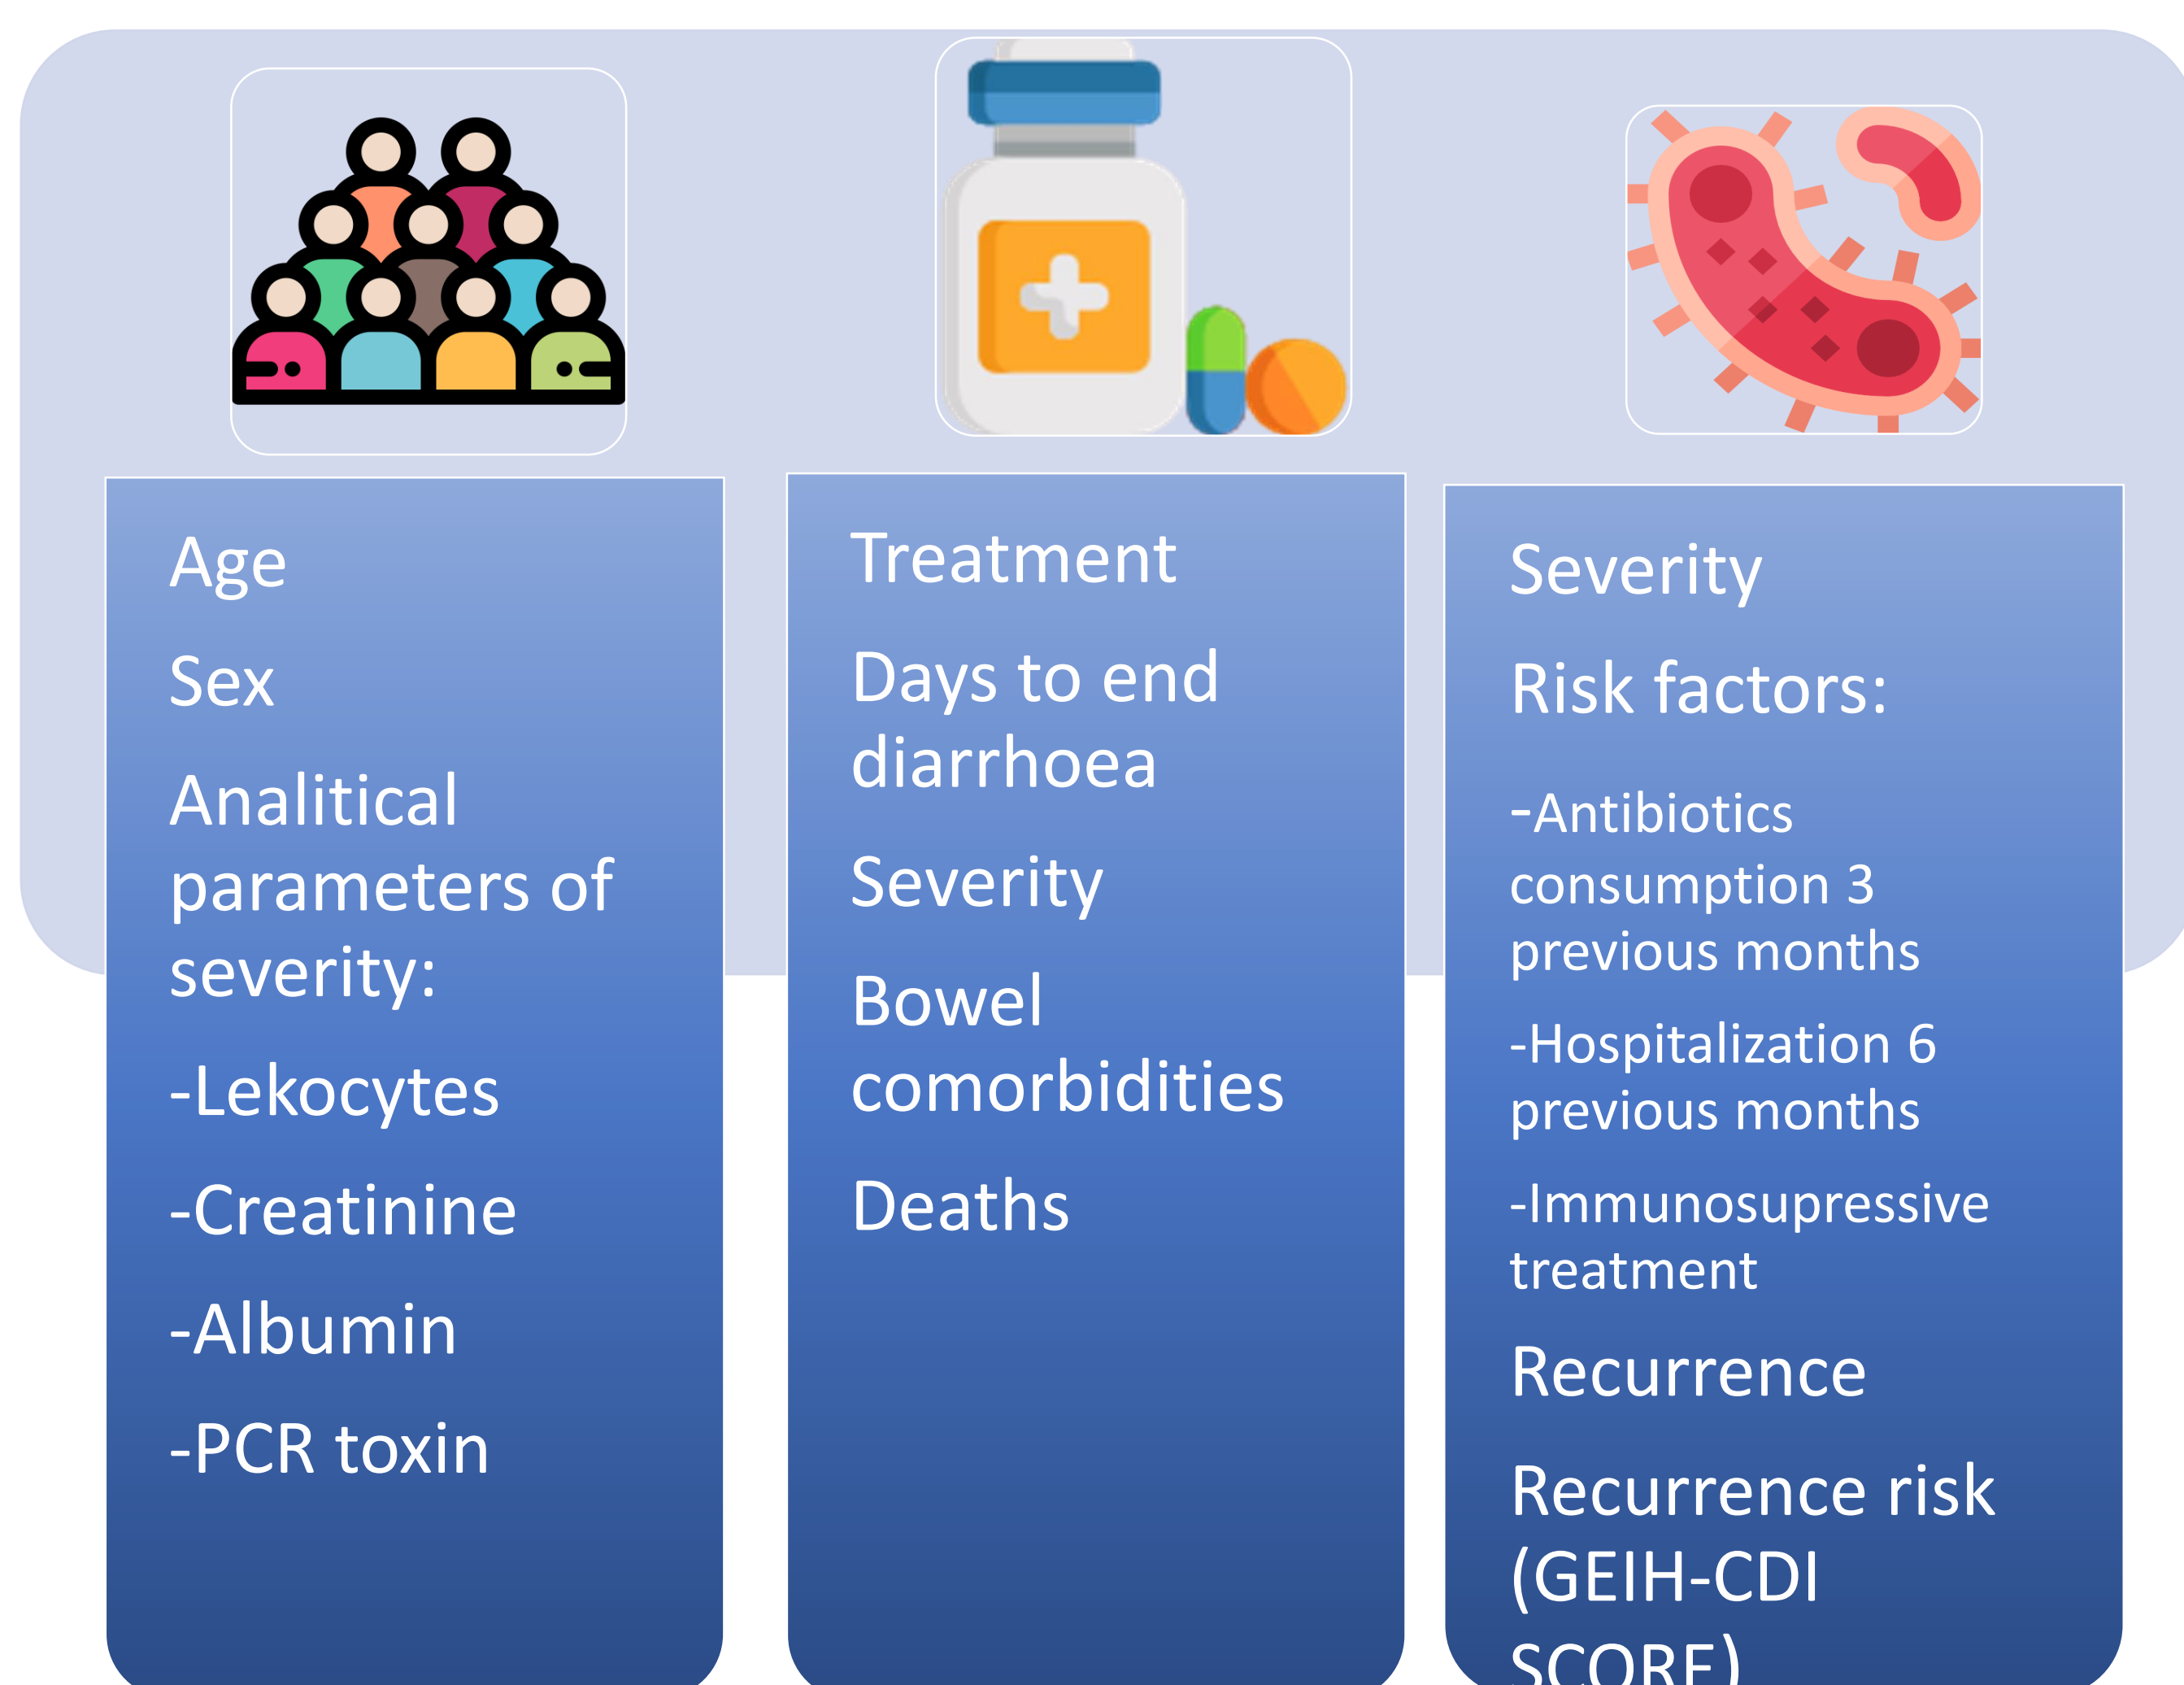 Age
Sex
Analitical
parameters of
severity:
-Lekocytes
-Creatinine
-Albumin
-PCR toxin
Treatment
Days to end
diarrhoea
Severity
Bowel
comorbidities
Deaths
Severity
Risk factors:
-Antibiotics
consumption 3
previous months
-Hospitalization 6
previous months
-Immunosupressive
treatment
Recurrence
Recurrence risk
(GEIH-CDI
SCORE)